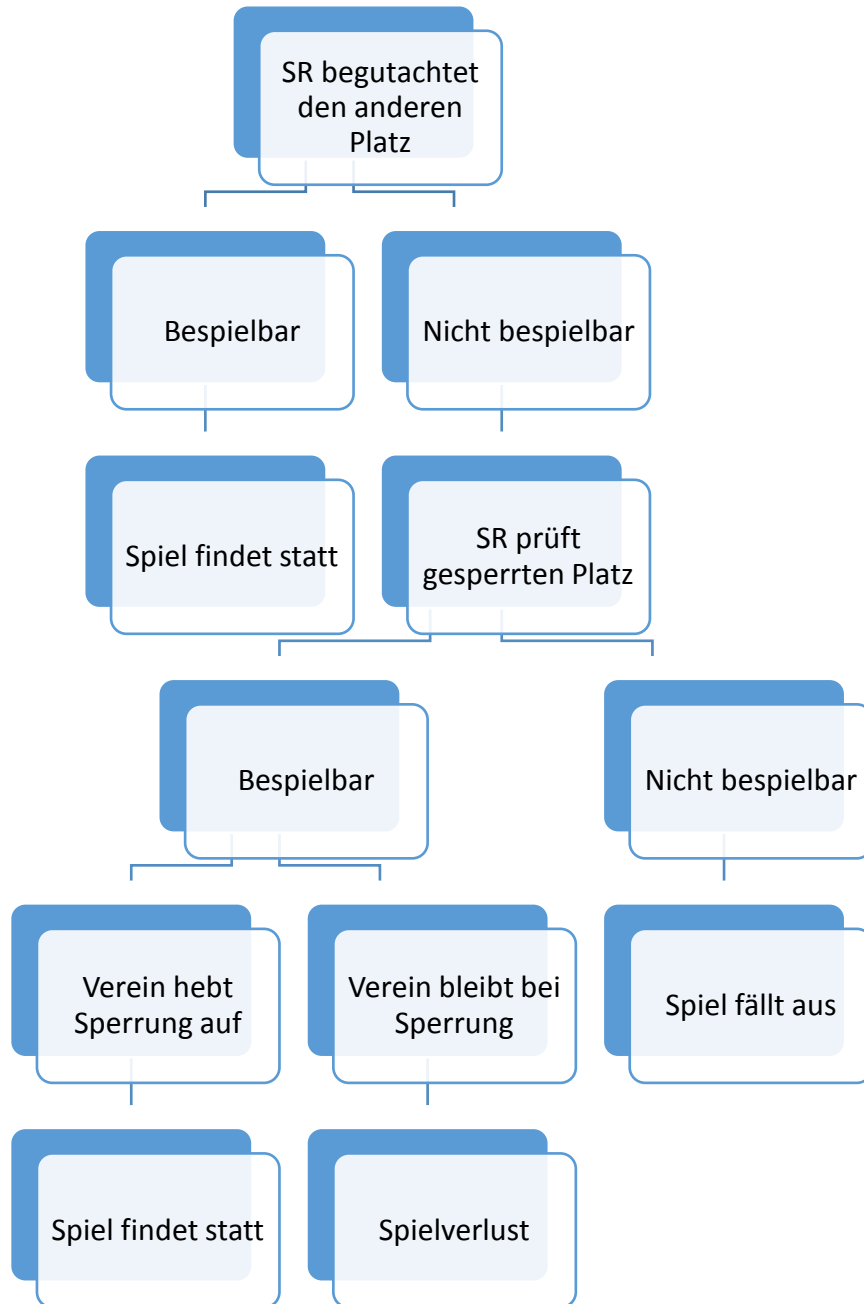 SR begutachtet
den anderen
Platz
Bespielbar
Nicht bespielbar
Spiel findet statt
SR prüft
gesperrten Platz
Bespielbar
Nicht bespielbar
Verein hebt
Sperrung auf
Verein bleibt bei
Sperrung
Spiel fällt aus
Spiel findet statt
Spielverlust